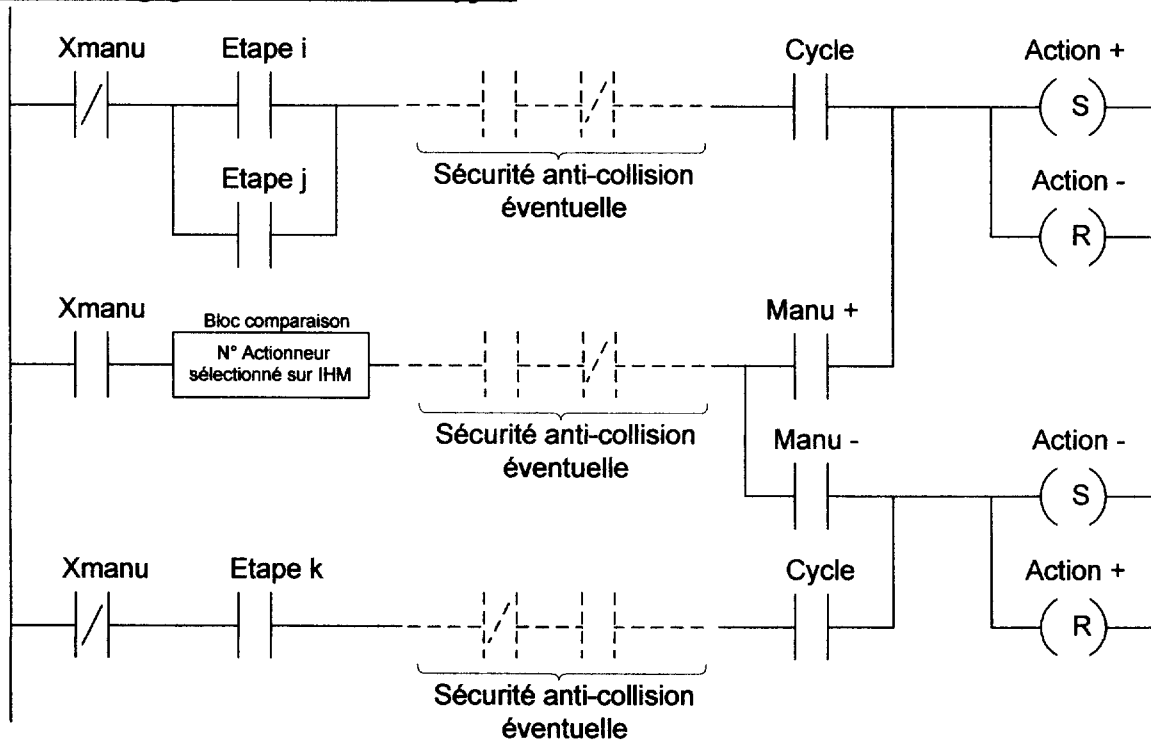 Xmanu Etape i Cycle Action +
S
Sécurité anti-collision
éventuelle
Etape j Action -
R
Xmanu Bloc comparaison Manu +
N° Actionneur
sélectionné sur IHM
Sécurité anti-collision
éventuelle
Manu - Action -
S
Xmanu Etape k Cycle Action +
R
Sécurité anti-collision
éventuelle